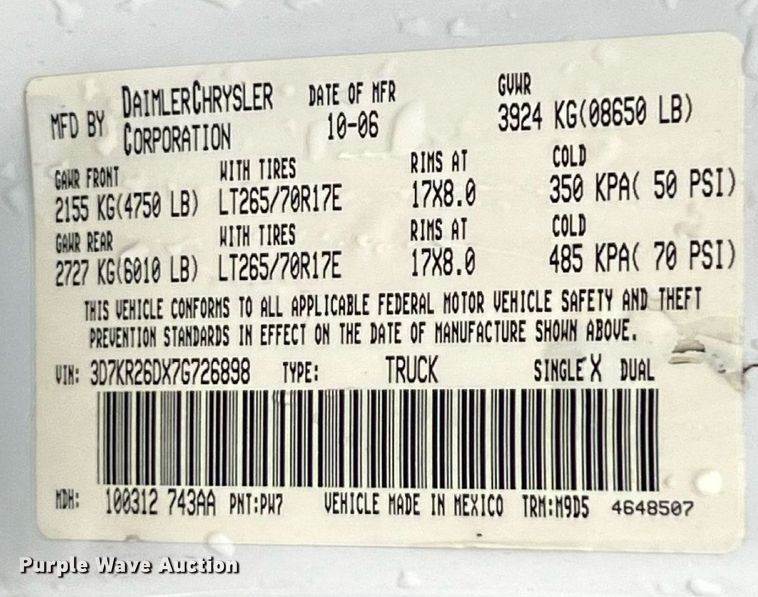 MFD BY DAIMLERCHRYSLER CORPORATION
DATE OF MFR 10-06
GVWR 3924 KG(08650 LB)
GAWR FRONT WITH TIRES RIMS AT COLD
2155 KG(4750 LB) LT265/70R17E 17X8.0 350 KPA( 50 PSI)
GAWR REAR WITH TIRES RIMS AT COLD
2727 KG(6010 LB) LT265/70R17E 17X8.0 485 KPA( 70 PSI)
THIS VEHICLE CONFORMS TO ALL APPLICABLE FEDERAL MOTOR VEHICLE SAFETY AND THEFT
PREVENTION STANDARDS IN EFFECT ON THE DATE OF MANUFACTURE SHOWN ABOVE.
VIN: 3D7KR26DX7G726898 TYPE: TRUCK SINGLE X DUAL
MDH: 100312 743AA PNT:PW7 VEHICLE MADE IN MEXICO TRM:M9D5 4648507
Purple Wave Auction